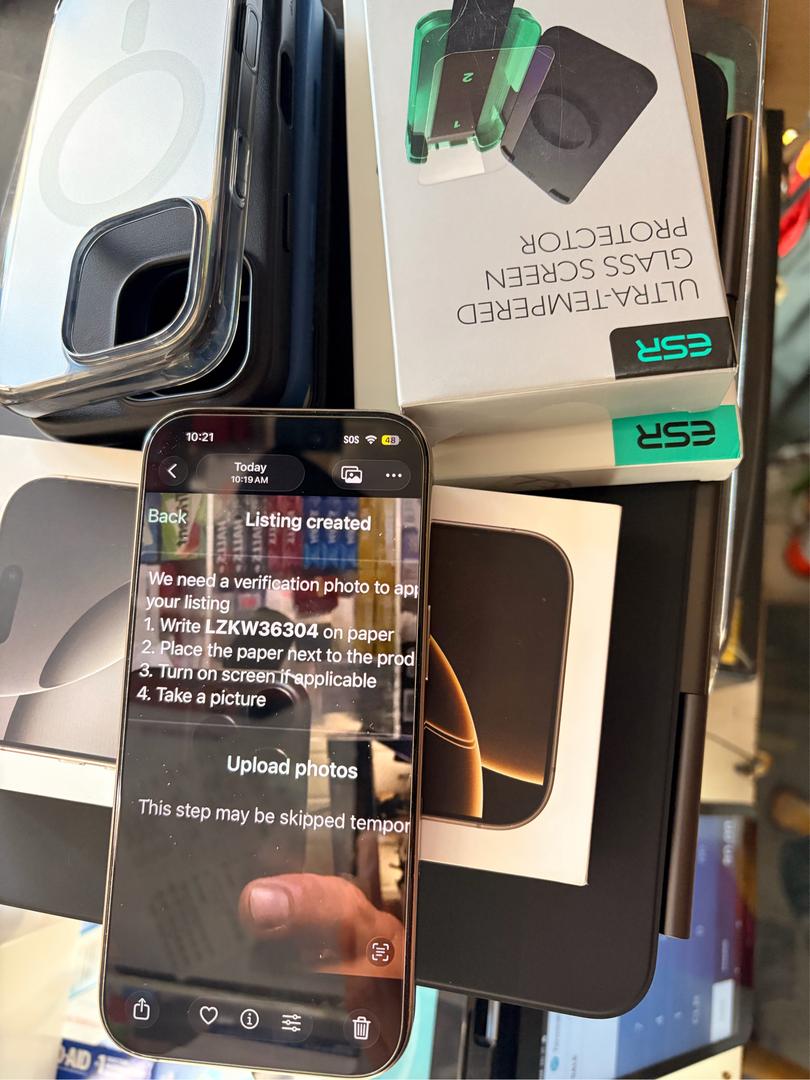 2
1
ULTRA-TEMPERED
GLASS SCREEN
PROTECTOR
ESR
ESR
10:21
SOS
48
Today
10:19 AM
Back
Listing created
We need a verification photo to app
your listing
1. Write LZKW36304 on paper
2. Place the paper next to the prod
3. Turn on screen if applicable
4. Take a picture
Upload photos
This step may be skipped tempor